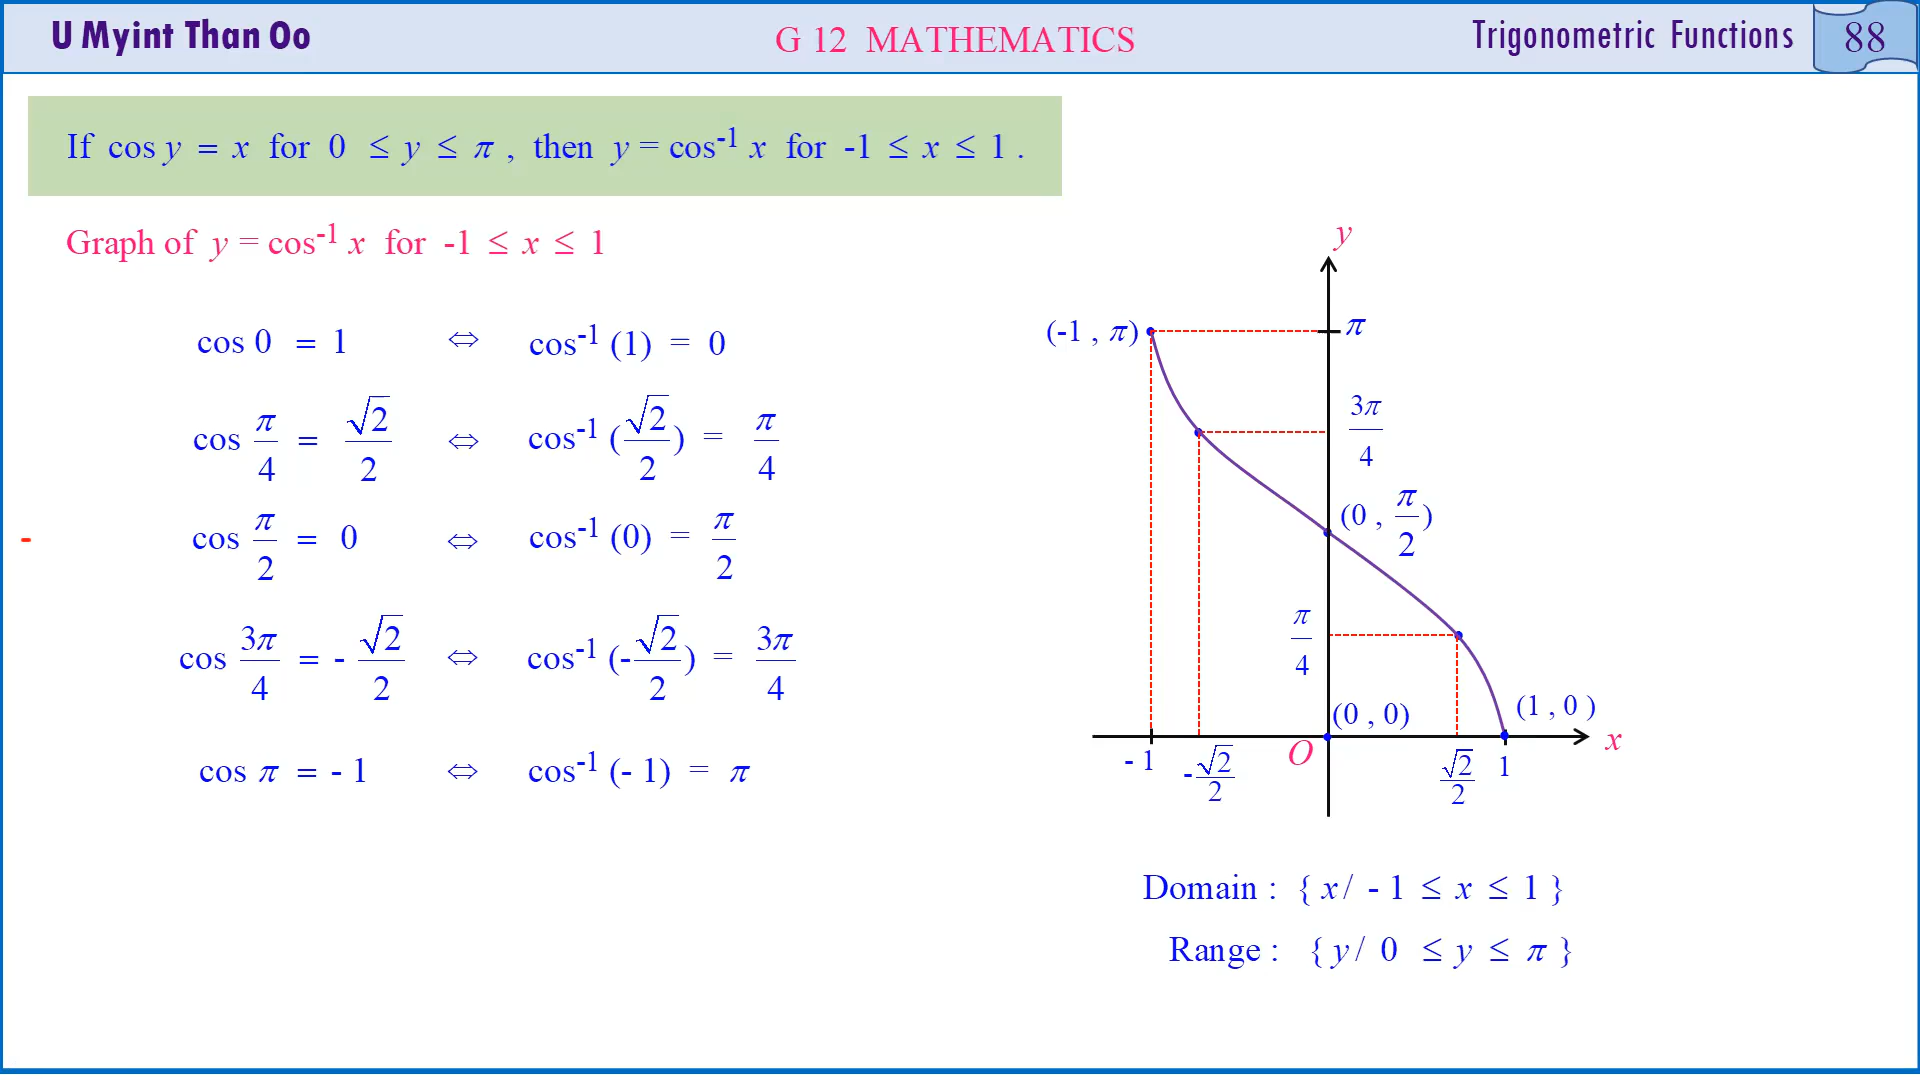 U Myint Than Oo
G 12 MATHEMATICS
Trigonometric Functions
88
If cos y = x for 0 ≤ y ≤ π , then y = cos⁻¹ x for -1 ≤ x ≤ 1 .
Graph of y = cos⁻¹ x for -1 ≤ x ≤ 1
cos 0 = 1 ⇔ cos⁻¹ (1) = 0
cos π/4 = √2/2 ⇔ cos⁻¹ (√2/2) = π/4
- cos π/2 = 0 ⇔ cos⁻¹ (0) = π/2
cos 3π/4 = - √2/2 ⇔ cos⁻¹ (-√2/2) = 3π/4
cos π = - 1 ⇔ cos⁻¹ (- 1) = π
y
(-1 , π)
π
3π/4
(0 , π/2)
π/4
(0 , 0)
(1 , 0 )
O
x
- 1
-√2/2
√2/2
1
Domain : { x / - 1 ≤ x ≤ 1 }
Range : { y / 0 ≤ y ≤ π }